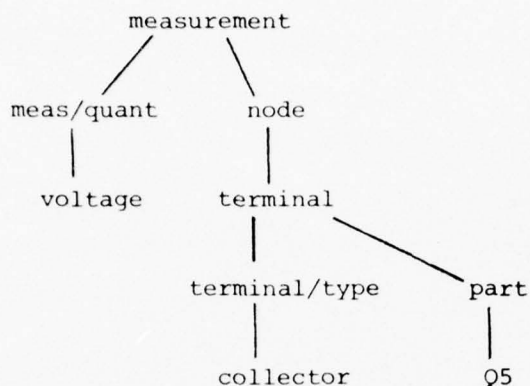 measurement
meas/quant node
voltage terminal
terminal/type part
collector Q5